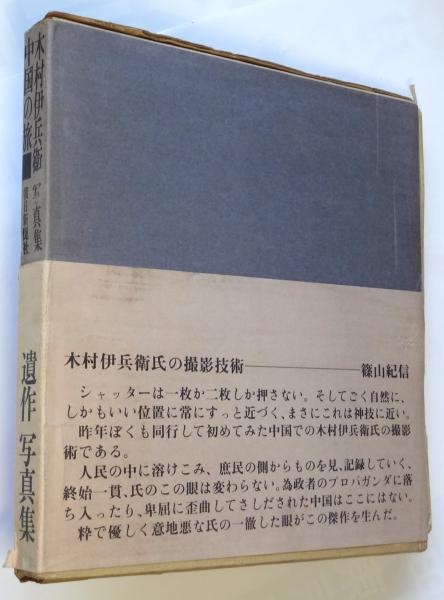 木村伊兵衛 写真集
中国の旅
朝日新聞社
遺作 写真集
木村伊兵衛氏の撮影技術――――篠山紀信
シャッターは一枚か二枚しか押さない。そしてごく自然に、
しかもいい位置に常にすっと近づく、まさにこれは神技に近い。
昨年ぼくも同行して初めてみた中国での木村伊兵衛氏の撮影
術である。
人民の中に溶けこみ、庶民の側からものを見、記録していく、
終始一貫、氏のこの眼は変わらない。為政者のプロパガンダに落
ち入ったり、卑屈に歪曲してさしだされた中国はここにはない。
粋で優しく意地悪な氏の一徹した眼がこの傑作を生んだ。